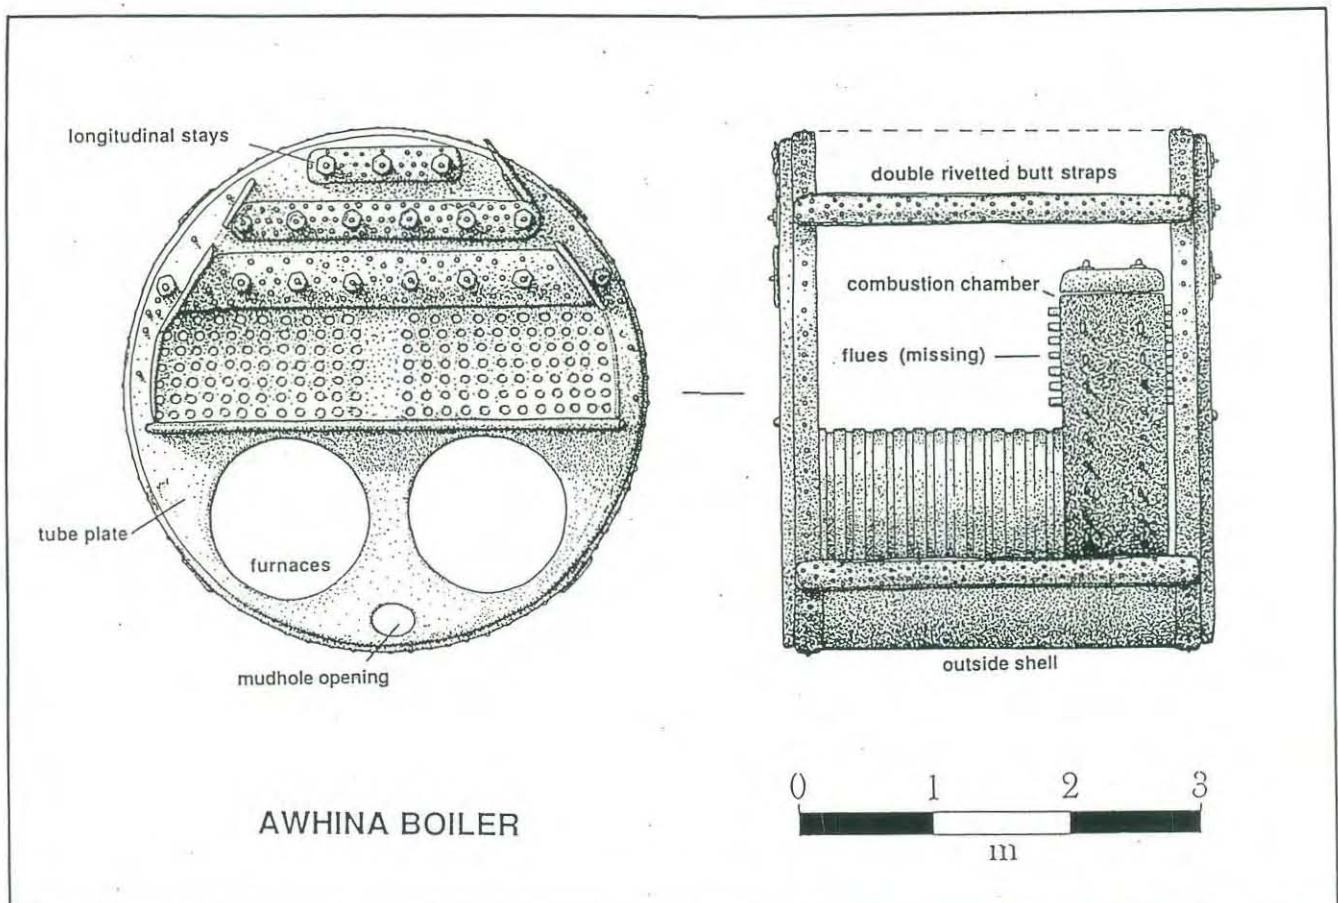 longitudinal stays
tube plate
furnaces
mudhole opening
double rivetted butt straps
combustion chamber
flues (missing)
outside shell
AWHINA BOILER
0 1 2 3
m